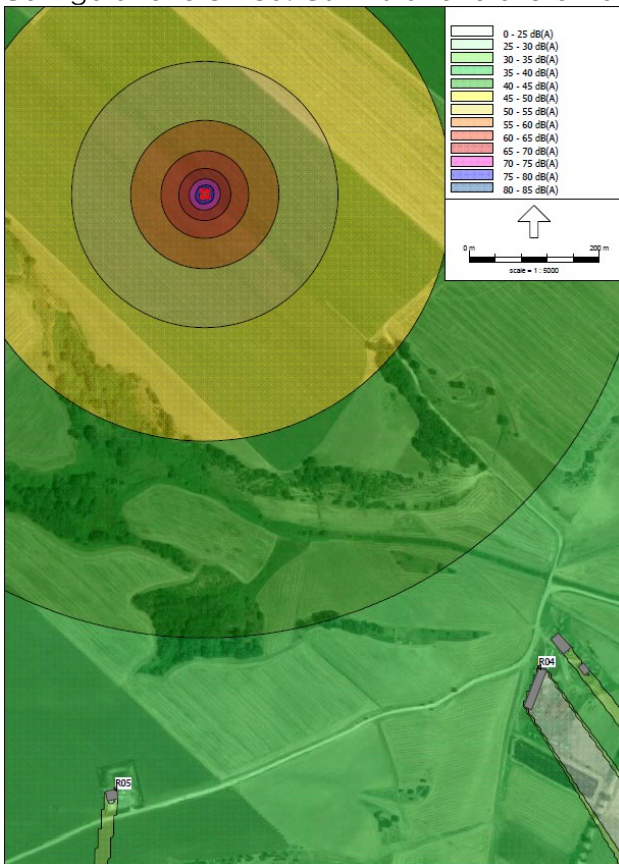 0 - 25 dB(A)
25 - 30 dB(A)
30 - 35 dB(A)
35 - 40 dB(A)
40 - 45 dB(A)
45 - 50 dB(A)
50 - 55 dB(A)
55 - 60 dB(A)
60 - 65 dB(A)
65 - 70 dB(A)
70 - 75 dB(A)
75 - 80 dB(A)
80 - 85 dB(A)
0 m
200 m
scale = 1 : 5000
R04
R05